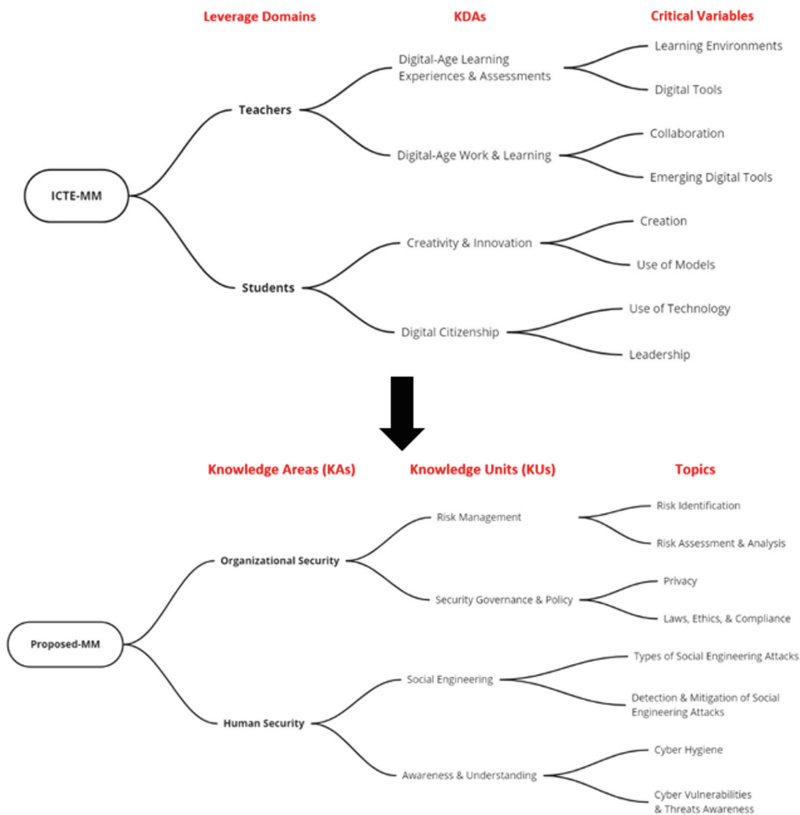 Leverage Domains
KDAs
Critical Variables
Digital-Age Learning
Experiences & Assessments
Learning Environments
Digital Tools
Teachers
Digital-Age Work & Learning
Collaboration
Emerging Digital Tools
ICTE-MM
Creativity & Innovation
Creation
Use of Models
Students
Digital Citizenship
Use of Technology
Leadership
Knowledge Areas (KAs)
Knowledge Units (KUs)
Topics
Risk Management
Risk Identification
Risk Assessment & Analysis
Organizational Security
Security Governance & Policy
Privacy
Laws, Ethics, & Compliance
Proposed-MM
Social Engineering
Types of Social Engineering Attacks
Detection & Mitigation of Social
Engineering Attacks
Human Security
Awareness & Understanding
Cyber Hygiene
Cyber Vulnerabilities
& Threats Awareness